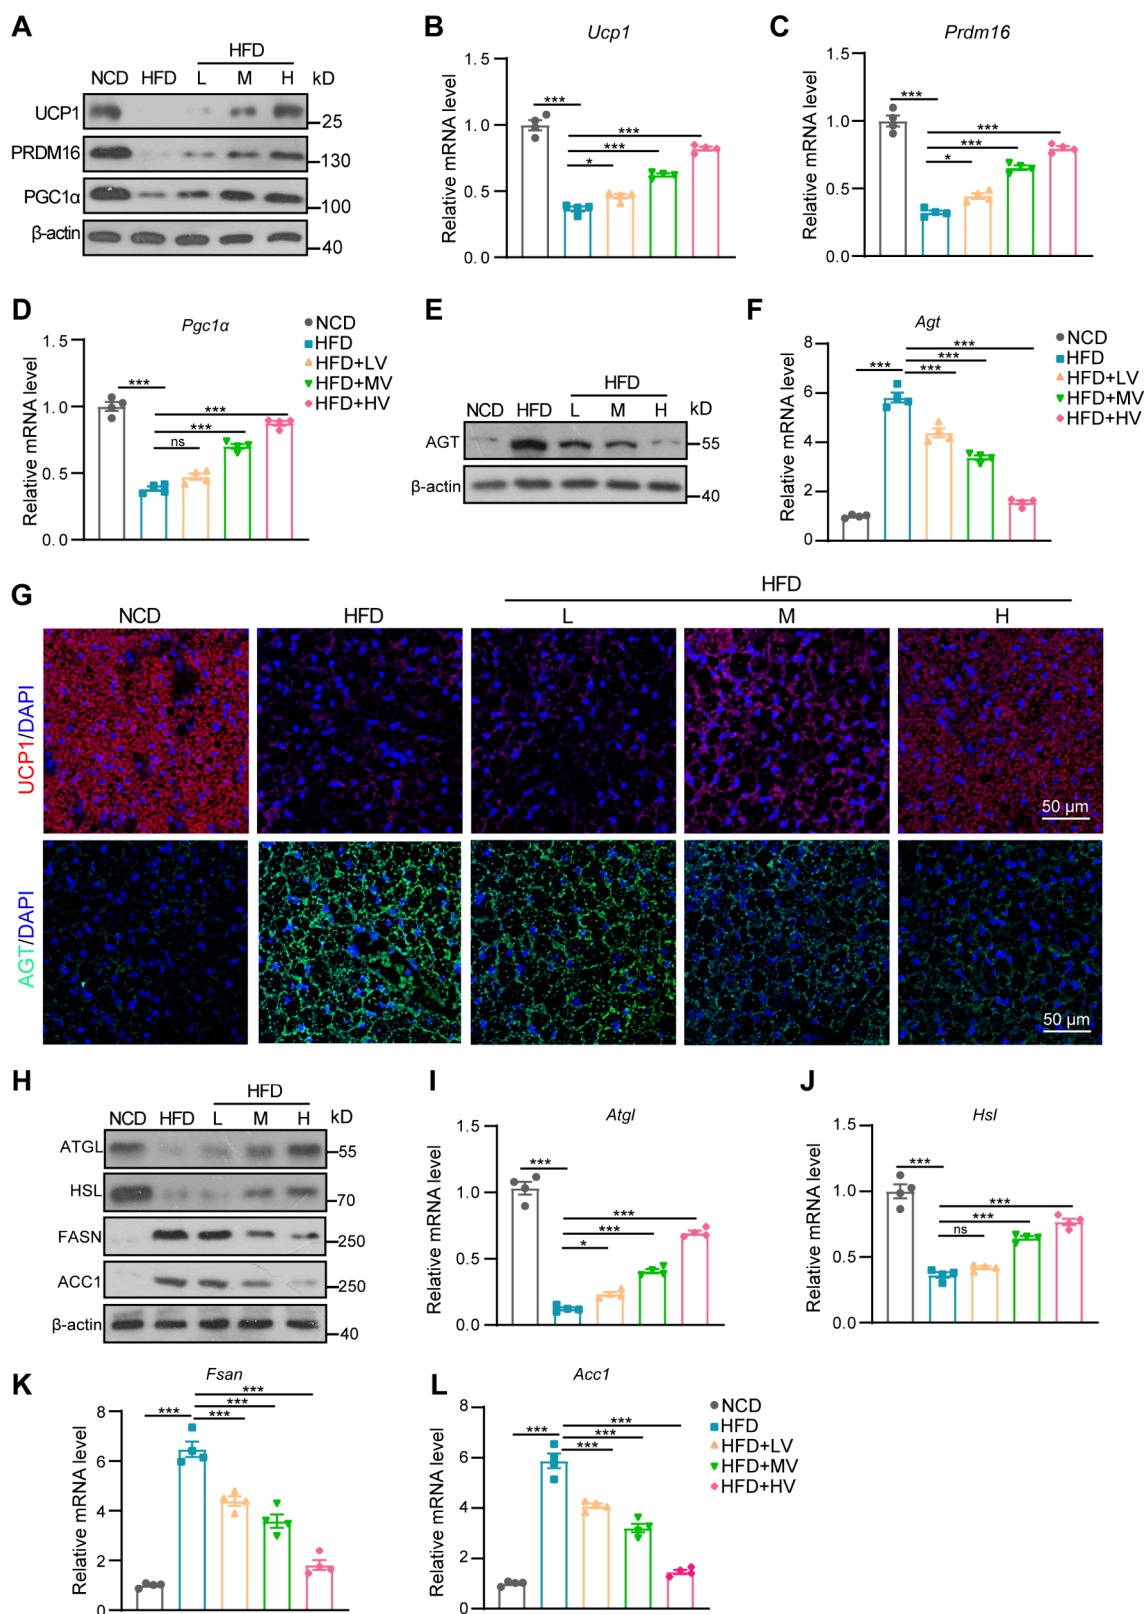 A
HFD
NCD HFD L M H kD
UCP1
25
PRDM16
130
PGC1α
100
β-actin
40
B
Ucp1
Relative mRNA level
1.5
1.0
0.5
0.0
***
***
***
*
C
Prdm16
Relative mRNA level
1.5
1.0
0.5
0.0
***
***
***
*
D
Pgc1α
Relative mRNA level
1.5
1.0
0.5
0.0
***
***
***
ns
NCD
HFD
HFD+LV
HFD+MV
HFD+HV
E
HFD
NCD HFD L M H kD
AGT
55
β-actin
40
F
Agt
Relative mRNA level
8
6
4
2
0
***
***
***
***
NCD
HFD
HFD+LV
HFD+MV
HFD+HV
G
HFD
NCD HFD L M H
UCP1/DAPI
50 μm
AGT/DAPI
50 μm
H
HFD
NCD HFD L M H kD
ATGL
55
HSL
70
FASN
250
ACC1
250
β-actin
40
I
Atgl
Relative mRNA level
1.5
1.0
0.5
0.0
***
***
***
*
J
Hsl
Relative mRNA level
1.5
1.0
0.5
0.0
***
***
***
ns
K
Fsan
Relative mRNA level
8
6
4
2
0
***
***
***
***
L
Acc1
Relative mRNA level
8
6
4
2
0
***
***
***
***
NCD
HFD
HFD+LV
HFD+MV
HFD+HV